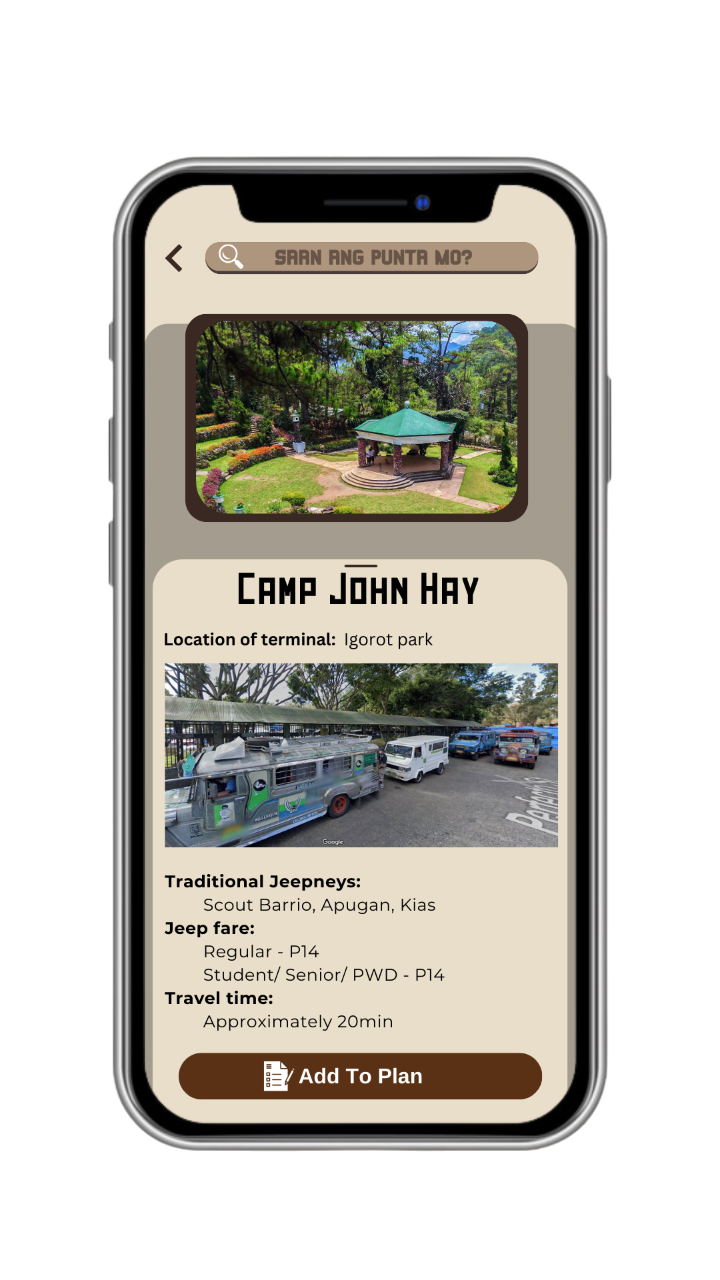 SAAN ANG PUNTA MO?
CAMP JOHN HAY
Location of terminal: Igorot park
Google
Traditional Jeepneys:
Scout Barrio, Apugan, Kias
Jeep fare:
Regular - P14
Student/ Senior/ PWD - P14
Travel time:
Approximately 20min
Add To Plan